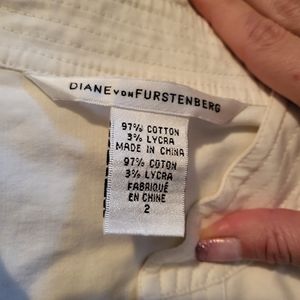 DIANE VON FURSTENBERG
97% COTTON
3% LYCRA
MADE IN CHINA
97% COTON
3% LYCRA
FABRIQUÉ
EN CHINE
2